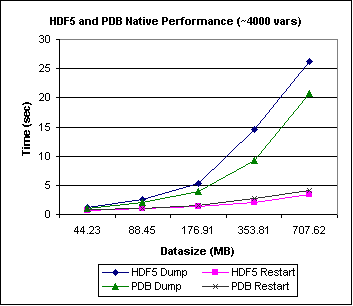 HDF5 and PDB Native Performance (~4000 vars)
30
25
20
15
10
5
0
Time (sec)
44.23 88.45 176.91 353.81 707.62
Datasize (MB)
HDF5 Dump HDF5 Restart
PDB Dump PDB Restart